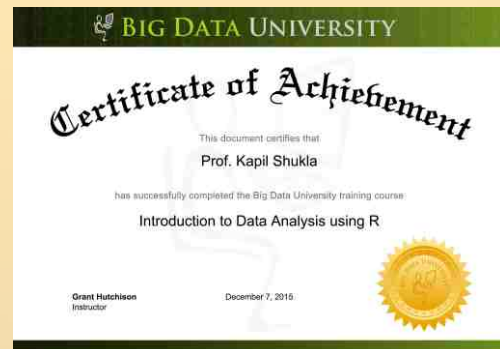 BIG DATA UNIVERSITY
Certificate of Achievement
This document certifies that
Prof. Kapil Shukla
has successfully completed the Big Data University training course
Introduction to Data Analysis using R
Grant Hutchison
Instructor
December 7, 2015